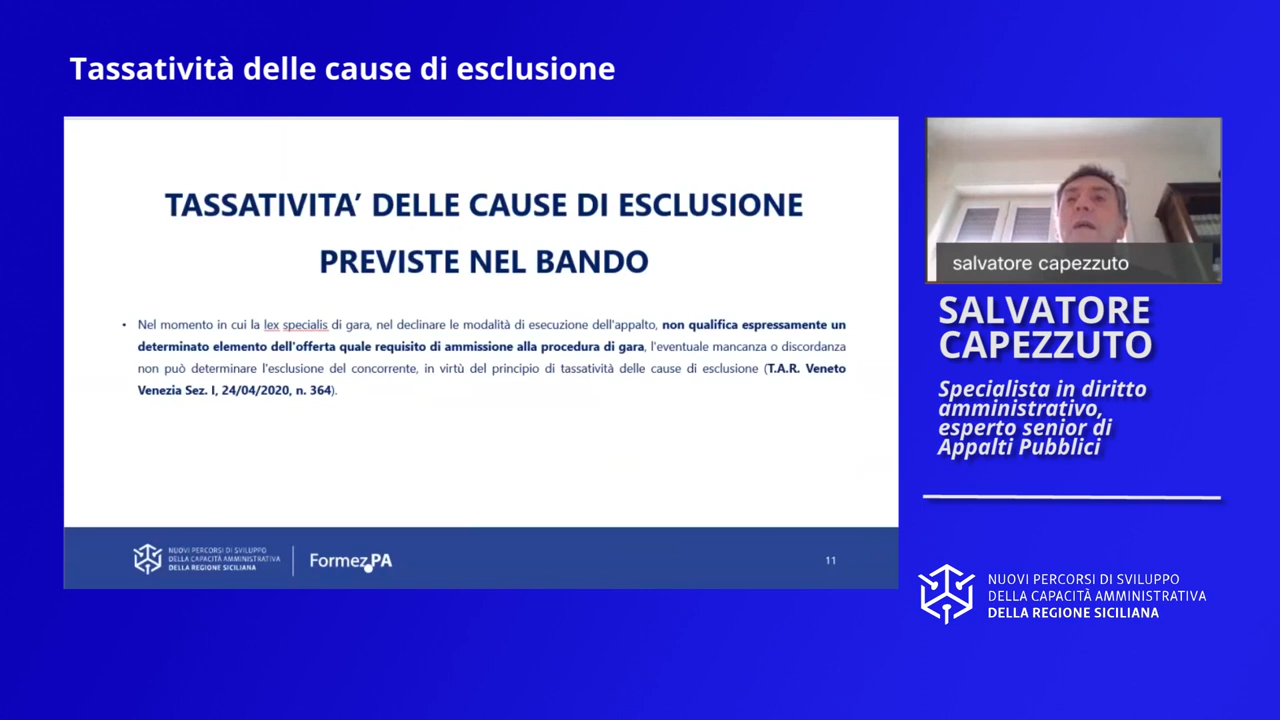 Tassatività delle cause di esclusione
TASSATIVITA’ DELLE CAUSE DI ESCLUSIONE
PREVISTE NEL BANDO
• Nel momento in cui la lex specialis di gara, nel declinare le modalità di esecuzione dell'appalto, non qualifica espressamente un
determinato elemento dell'offerta quale requisito di ammissione alla procedura di gara, l'eventuale mancanza o discordanza
non può determinare l'esclusione del concorrente, in virtù del principio di tassatività delle cause di esclusione (T.A.R. Veneto
Venezia Sez. I, 24/04/2020, n. 364).
NUOVI PERCORSI DI SVILUPPO
DELLA CAPACITÀ AMMINISTRATIVA
DELLA REGIONE SICILIANA
Formez PA
11
salvatore capezzuto
SALVATORE
CAPEZZUTO
Specialista in diritto
amministrativo,
esperto senior di
Appalti Pubblici
NUOVI PERCORSI DI SVILUPPO
DELLA CAPACITÀ AMMINISTRATIVA
DELLA REGIONE SICILIANA